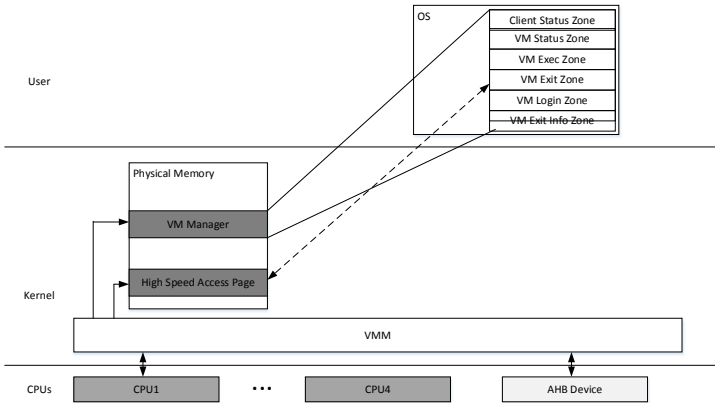 OS
Client Status Zone
VM Status Zone
VM Exec Zone
VM Exit Zone
VM Login Zone
VM Exit Info Zone
User
Physical Memory
VM Manager
High Speed Access Page
Kernel
VMM
CPUs
CPU1
...
CPU4
AHB Device